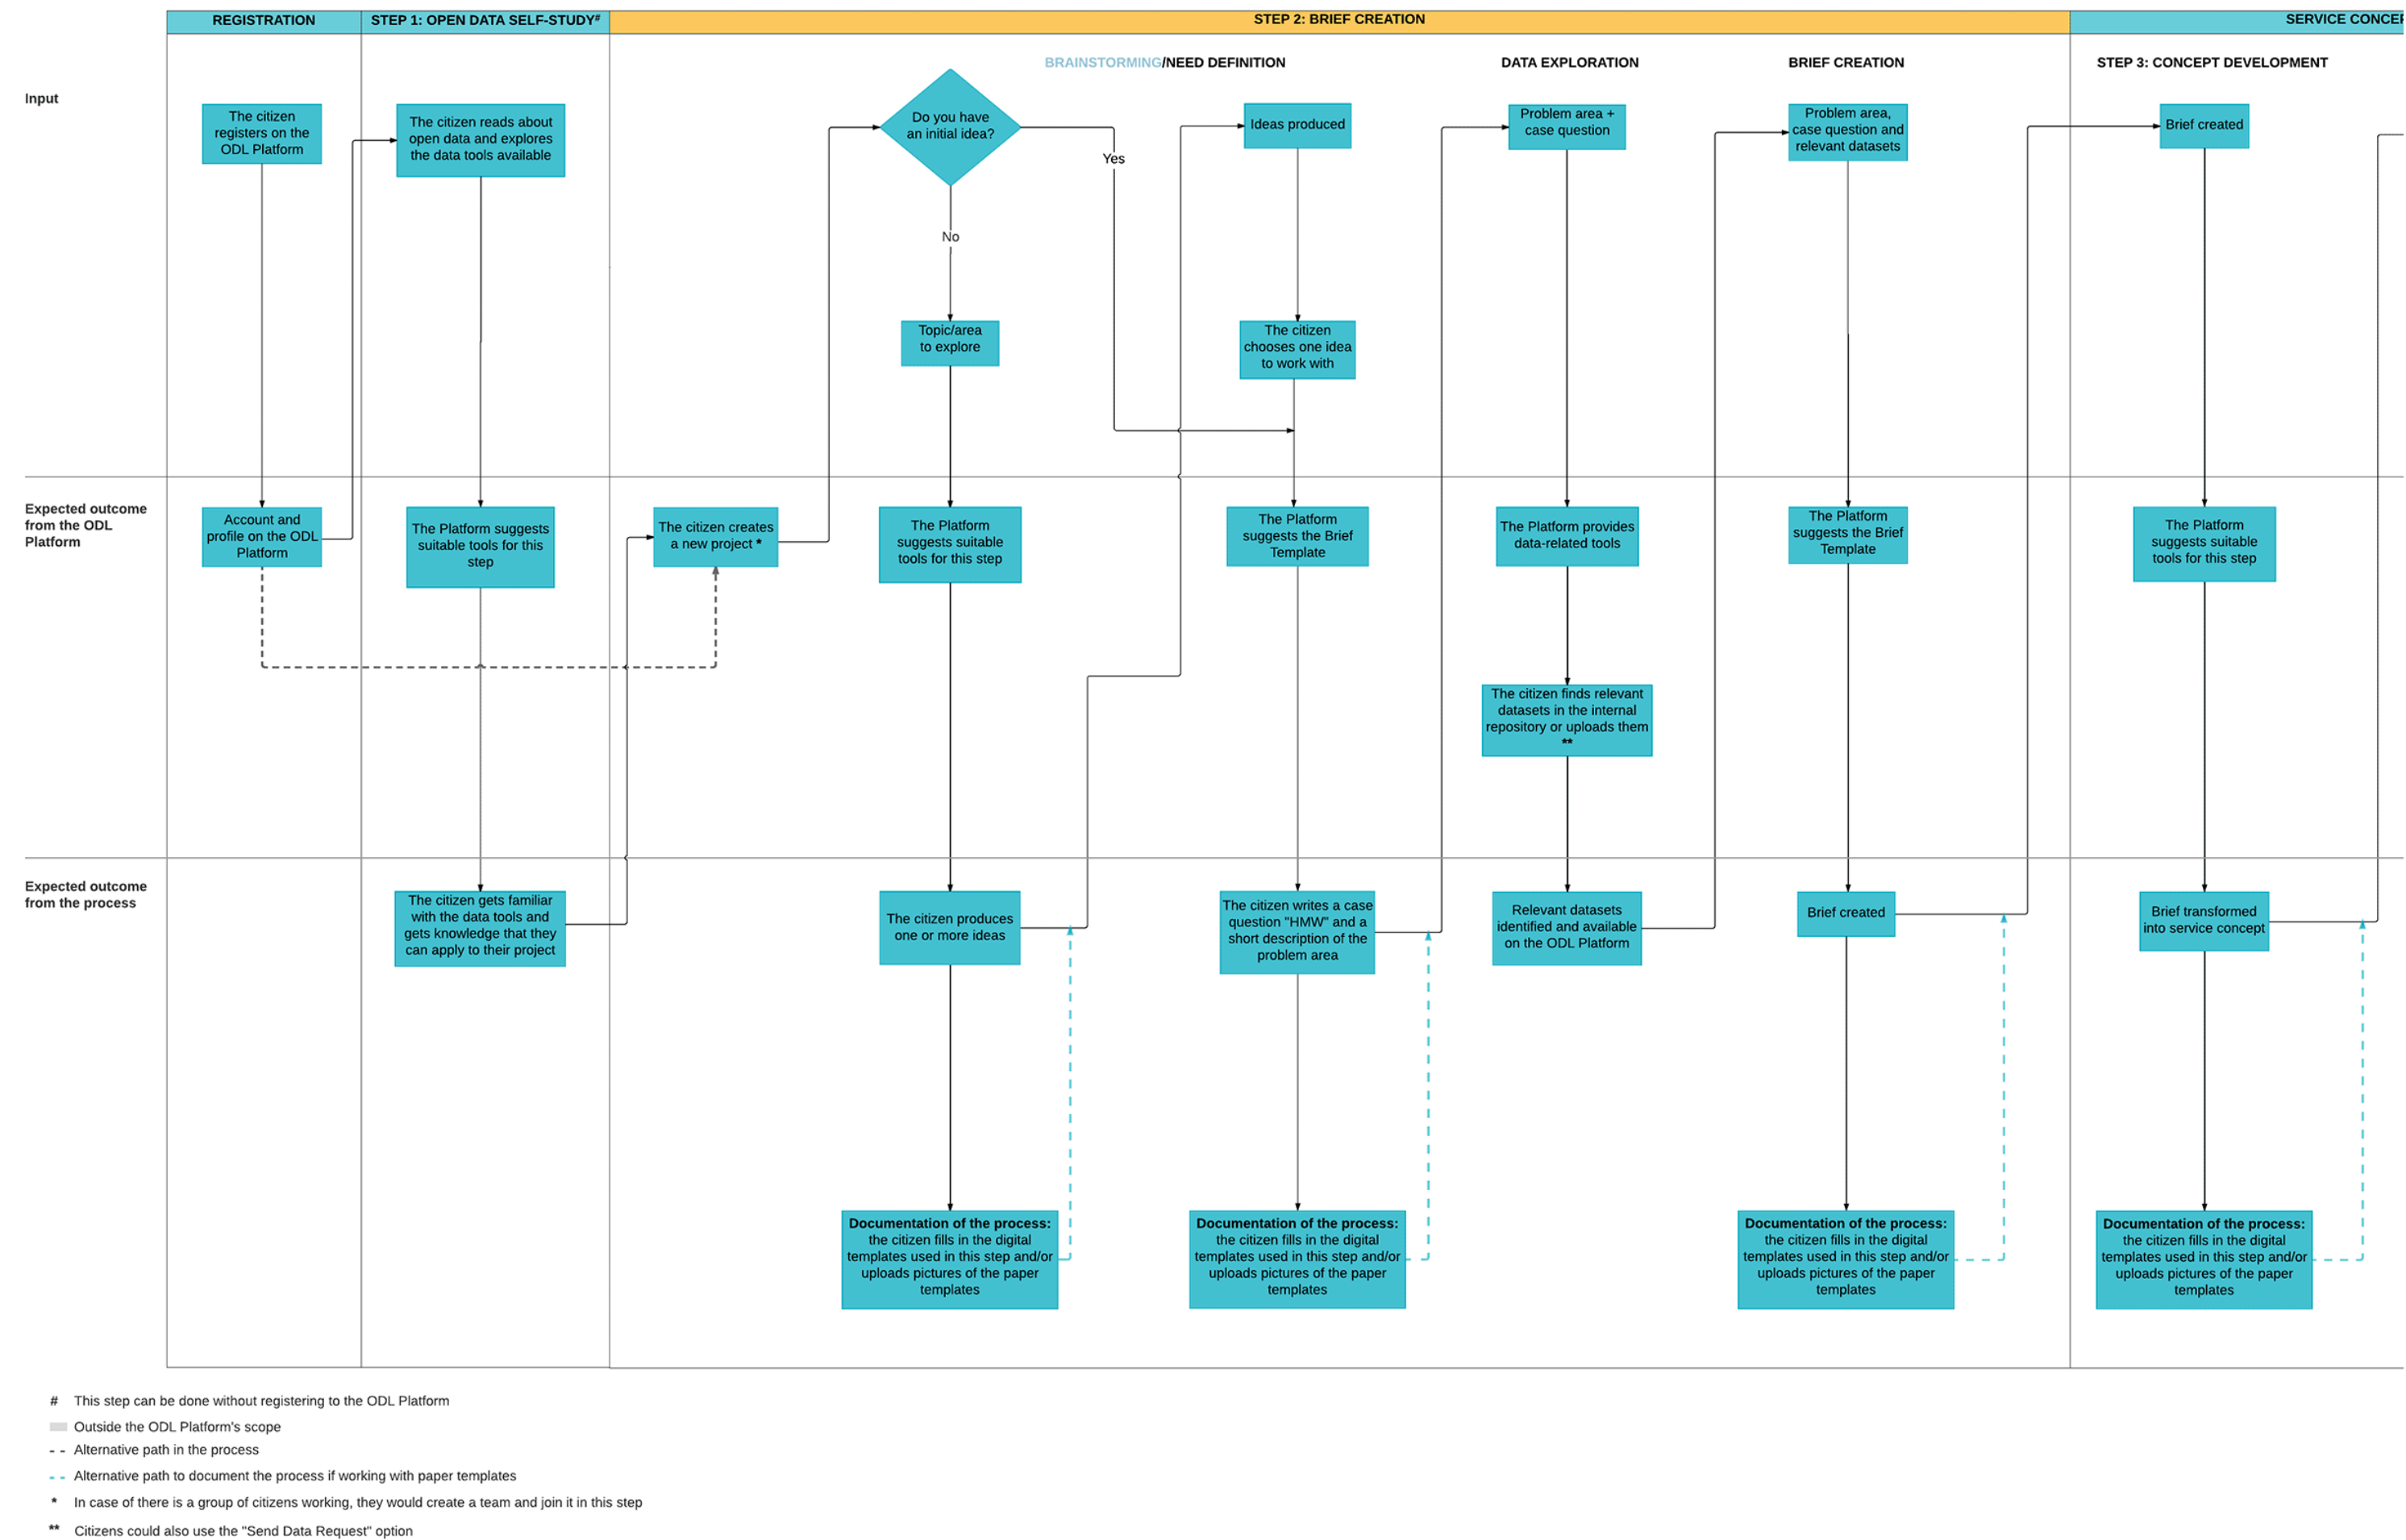 REGISTRATION
STEP 1: OPEN DATA SELF-STUDY#
STEP 2: BRIEF CREATION
SERVICE
BRAINSTORMING/NEED DEFINITION
DATA EXPLORATION
BRIEF CREATION
STEP 3: CONCEPT DEVELOPMENT
Input
The citizen
registers on the
ODL Platform
The citizen reads about
open data and explores
the data tools available
Do you have
an initial idea?
Yes
No
Ideas produced
Problem area +
case question
Problem area,
case question and
relevant datasets
Brief created
Topic/area
to explore
The citizen
chooses one idea
to work with
Expected outcome
from the ODL
Platform
Account and
profile on the ODL
Platform
The Platform suggests
suitable tools for this
step
The citizen creates
a new project *
The Platform
suggests suitable
tools for this step
The Platform
suggests the Brief
Template
The Platform provides
data-related tools
The Platform
suggests the Brief
Template
The Platform
suggests suitable
tools for this step
The citizen finds relevant
datasets in the internal
repository or uploads them
**
Expected outcome
from the process
The citizen gets familiar
with the data tools and
gets knowledge that they
can apply to their project
The citizen produces
one or more ideas
The citizen writes a case
question "HMW" and a
short description of the
problem area
Relevant datasets
identified and available
on the ODL Platform
Brief created
Brief transformed
into service concept
Documentation of the process:
the citizen fills in the digital
templates used in this step and/or
uploads pictures of the paper
templates
Documentation of the process:
the citizen fills in the digital
templates used in this step and/or
uploads pictures of the paper
templates
Documentation of the process:
the citizen fills in the digital
templates used in this step and/or
uploads pictures of the paper
templates
Documentation of the process:
the citizen fills in the digital
templates used in this step and/or
uploads pictures of the paper
templates
# This step can be done without registering to the ODL Platform
Outside the ODL Platform's scope
Alternative path in the process
Alternative path to document the process if working with paper templates
* In case of there is a group of citizens working, they would create a team and join it in this step
** Citizens could also use the "Send Data Request" option